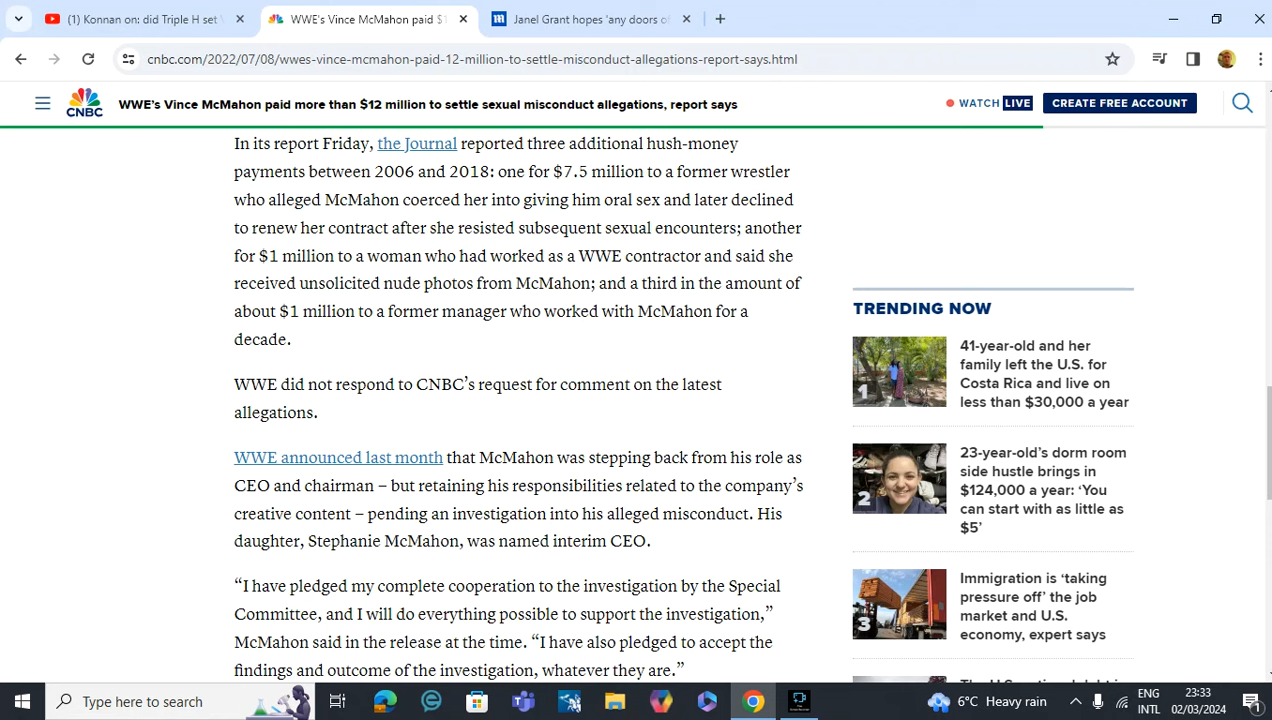 (1) Konnan on: did Triple H set
WWE's Vince McMahon paid $1
Janel Grant hopes 'any doors o
cnbc.com/2022/07/08/wwes-vince-mcmahon-paid-12-million-to-settle-misconduct-allegations-report-says.html
CNBC
WWE's Vince McMahon paid more than $12 million to settle sexual misconduct allegations, report says
WATCH LIVE
CREATE FREE ACCOUNT
In its report Friday, the Journal reported three additional hush-money
payments between 2006 and 2018: one for $7.5 million to a former wrestler
who alleged McMahon coerced her into giving him oral sex and later declined
to renew her contract after she resisted subsequent sexual encounters; another
for $1 million to a woman who had worked as a WWE contractor and said she
received unsolicited nude photos from McMahon; and a third in the amount of
about $1 million to a former manager who worked with McMahon for a
decade.
WWE did not respond to CNBC's request for comment on the latest
allegations.
WWE announced last month that McMahon was stepping back from his role as
CEO and chairman – but retaining his responsibilities related to the company's
creative content – pending an investigation into his alleged misconduct. His
daughter, Stephanie McMahon, was named interim CEO.
“I have pledged my complete cooperation to the investigation by the Special
Committee, and I will do everything possible to support the investigation,”
McMahon said in the release at the time. “I have also pledged to accept the
findings and outcome of the investigation, whatever they are.”
TRENDING NOW
1
41-year-old and her
family left the U.S. for
Costa Rica and live on
less than $30,000 a year
2
23-year-old's dorm room
side hustle brings in
$124,000 a year: 'You
can start with as little as
$5'
3
Immigration is 'taking
pressure off' the job
market and U.S.
economy, expert says
Type here to search
6°C Heavy rain
ENG
INTL
23:33
02/03/2024
1